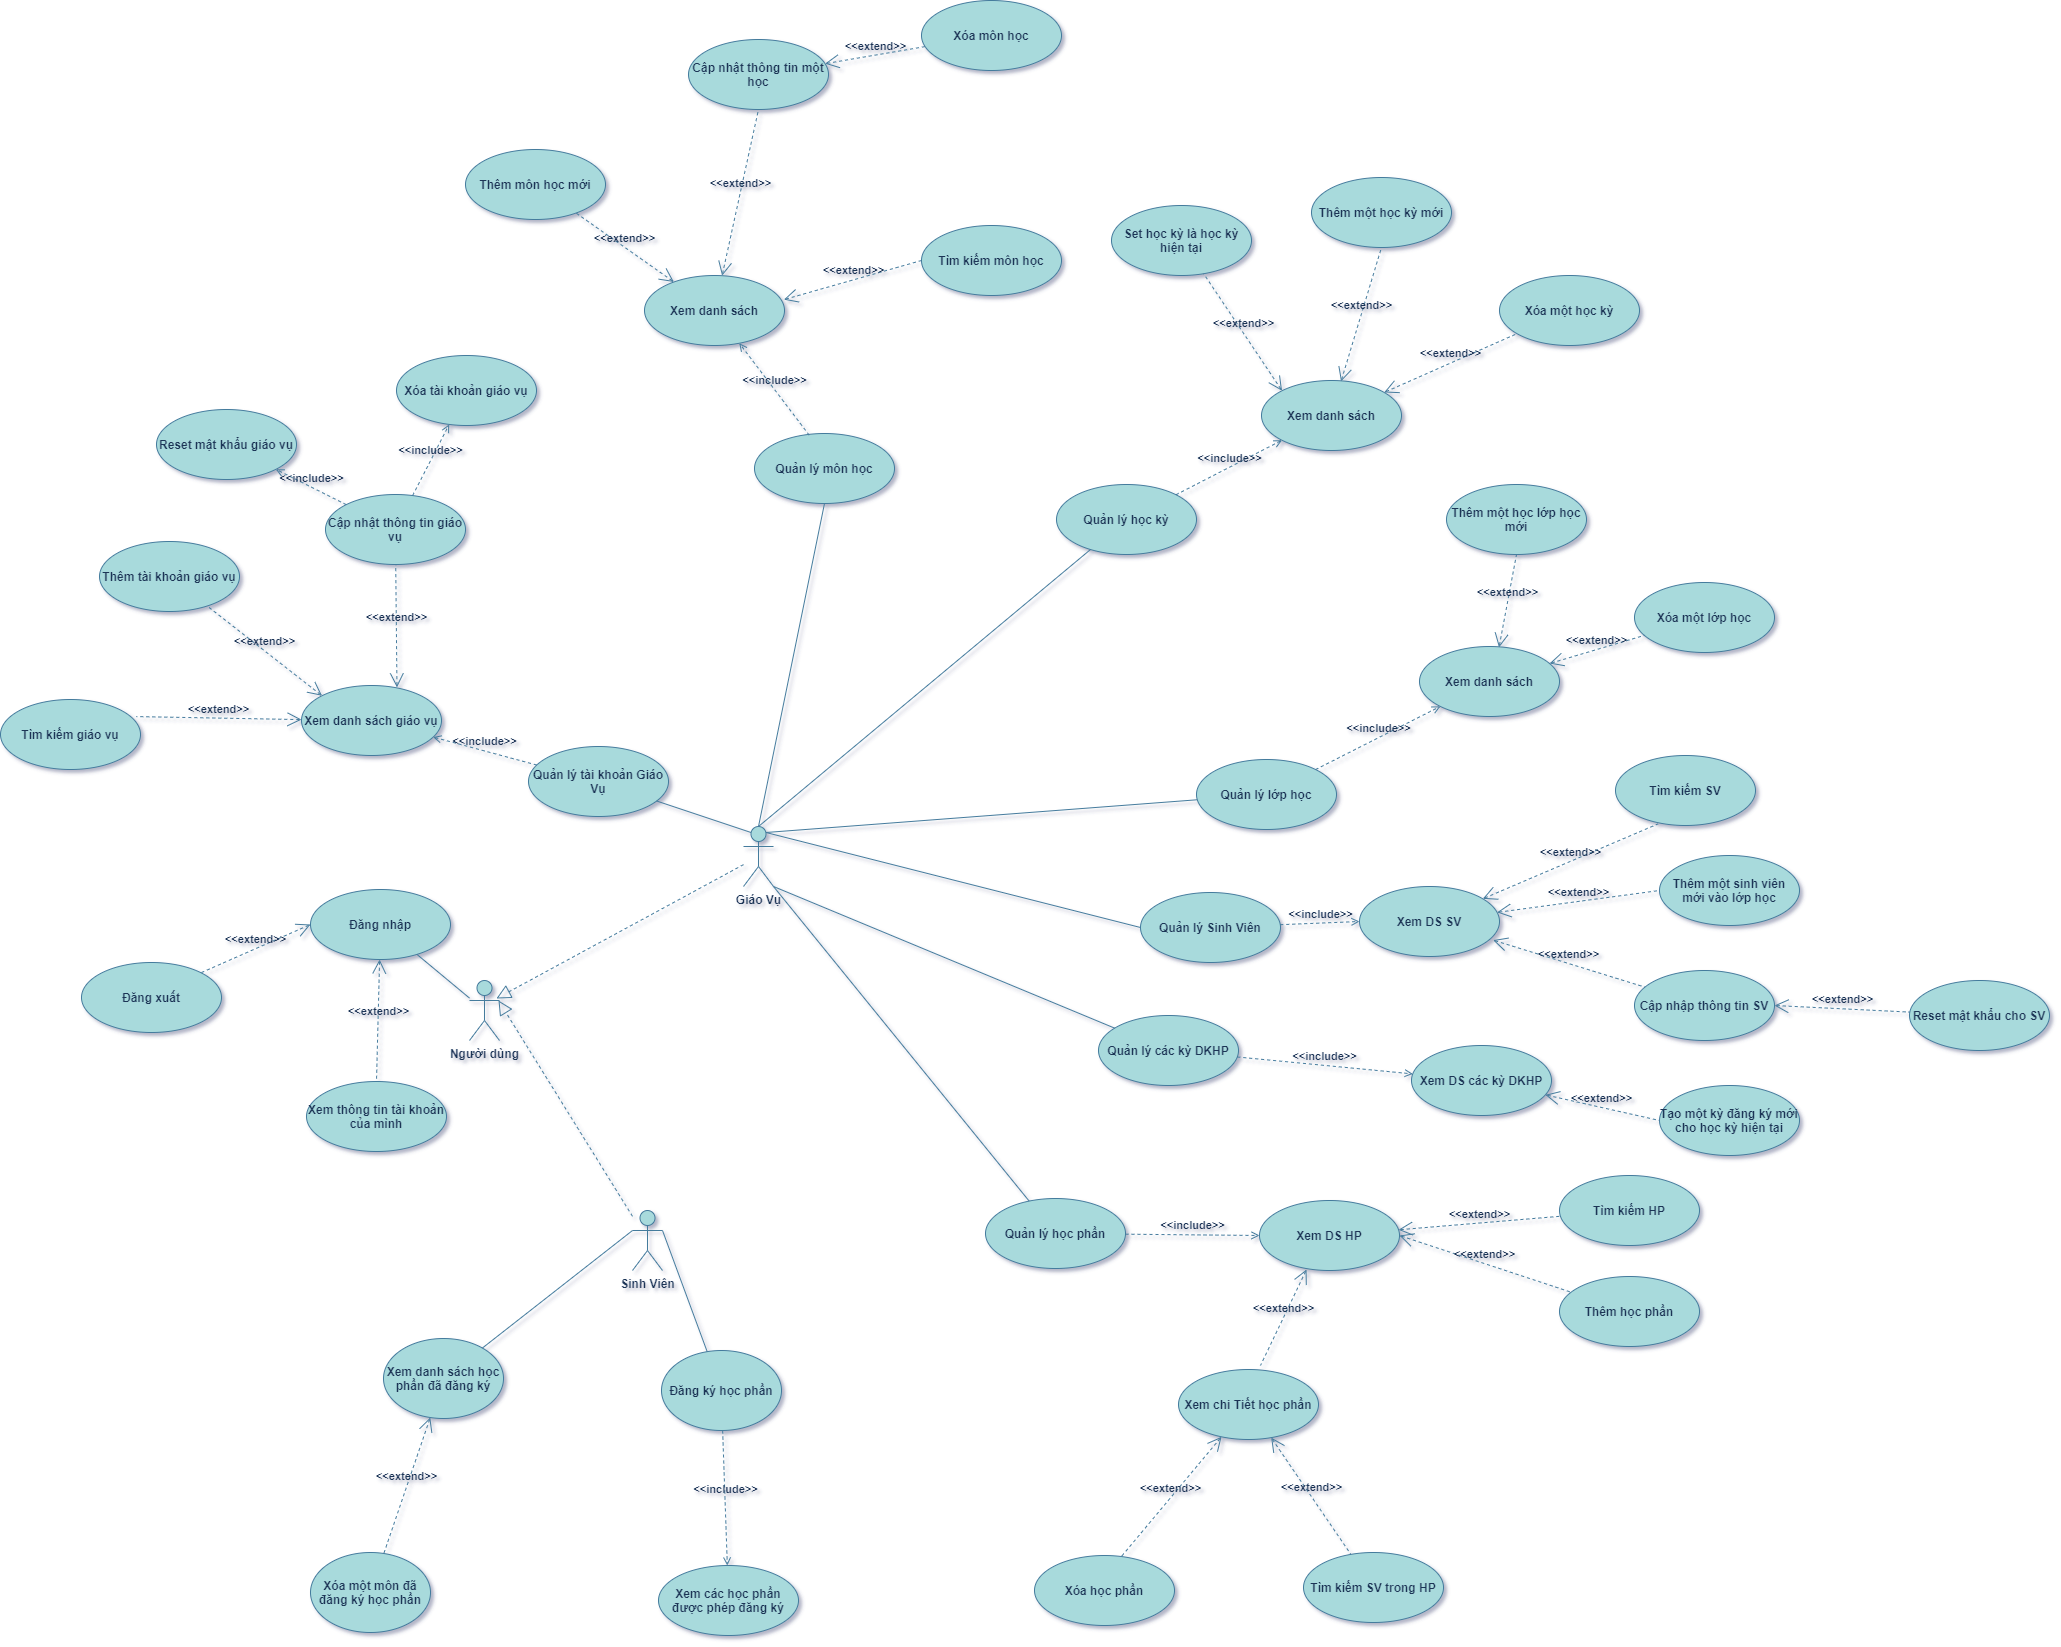 Xóa môn học
<<extend>>
Cập nhật thông tin một
học
Thêm môn học mới
<<extend>>
<<extend>>
Tìm kiếm môn học
<<extend>>
Xem danh sách
<<include>>
Quản lý môn học
Thêm một học kỳ mới
Set học kỳ là học kỳ
hiện tại
Xóa một học kỳ
<<extend>>
<<extend>>
<<extend>>
Xem danh sách
<<include>>
Quản lý học kỳ
Xóa tài khoản giáo vụ
Reset mật khẩu giáo vụ
<<include>>
<<include>>
Cập nhật thông tin giáo
vụ
Thêm tài khoản giáo vụ
<<extend>>
<<extend>>
Tìm kiếm giáo vụ
<<extend>>
Xem danh sách giáo vụ
<<include>>
Quản lý tài khoản Giáo
Vụ
Thêm một học lớp học
mới
<<extend>>
Xóa một lớp học
<<extend>>
Xem danh sách
<<include>>
Quản lý lớp học
Giáo Vụ
Tìm kiếm SV
<<extend>>
Thêm một sinh viên
mới vào lớp học
<<extend>>
Quản lý Sinh Viên
<<include>>
Xem DS SV
<<extend>>
Cập nhập thông tin SV
<<extend>>
Reset mật khẩu cho SV
Đăng nhập
<<extend>>
Đăng xuất
<<extend>>
Người dùng
Xem thông tin tài khoản
của mình
Quản lý các kỳ DKHP
<<include>>
Xem DS các kỳ DKHP
<<extend>>
Tạo một kỳ đăng ký mới
cho học kỳ hiện tại
Tìm kiếm HP
<<extend>>
Quản lý học phần
<<include>>
Xem DS HP
<<extend>>
Thêm học phần
<<extend>>
Sinh Viên
Xem danh sách học
phần đã đăng ký
Đăng ký học phần
Xem chi Tiết học phần
<<extend>>
<<include>>
<<extend>>
<<extend>>
Xóa một môn đã
đăng ký học phần
Xem các học phần
được phép đăng ký
Xóa học phần
Tìm kiếm SV trong HP